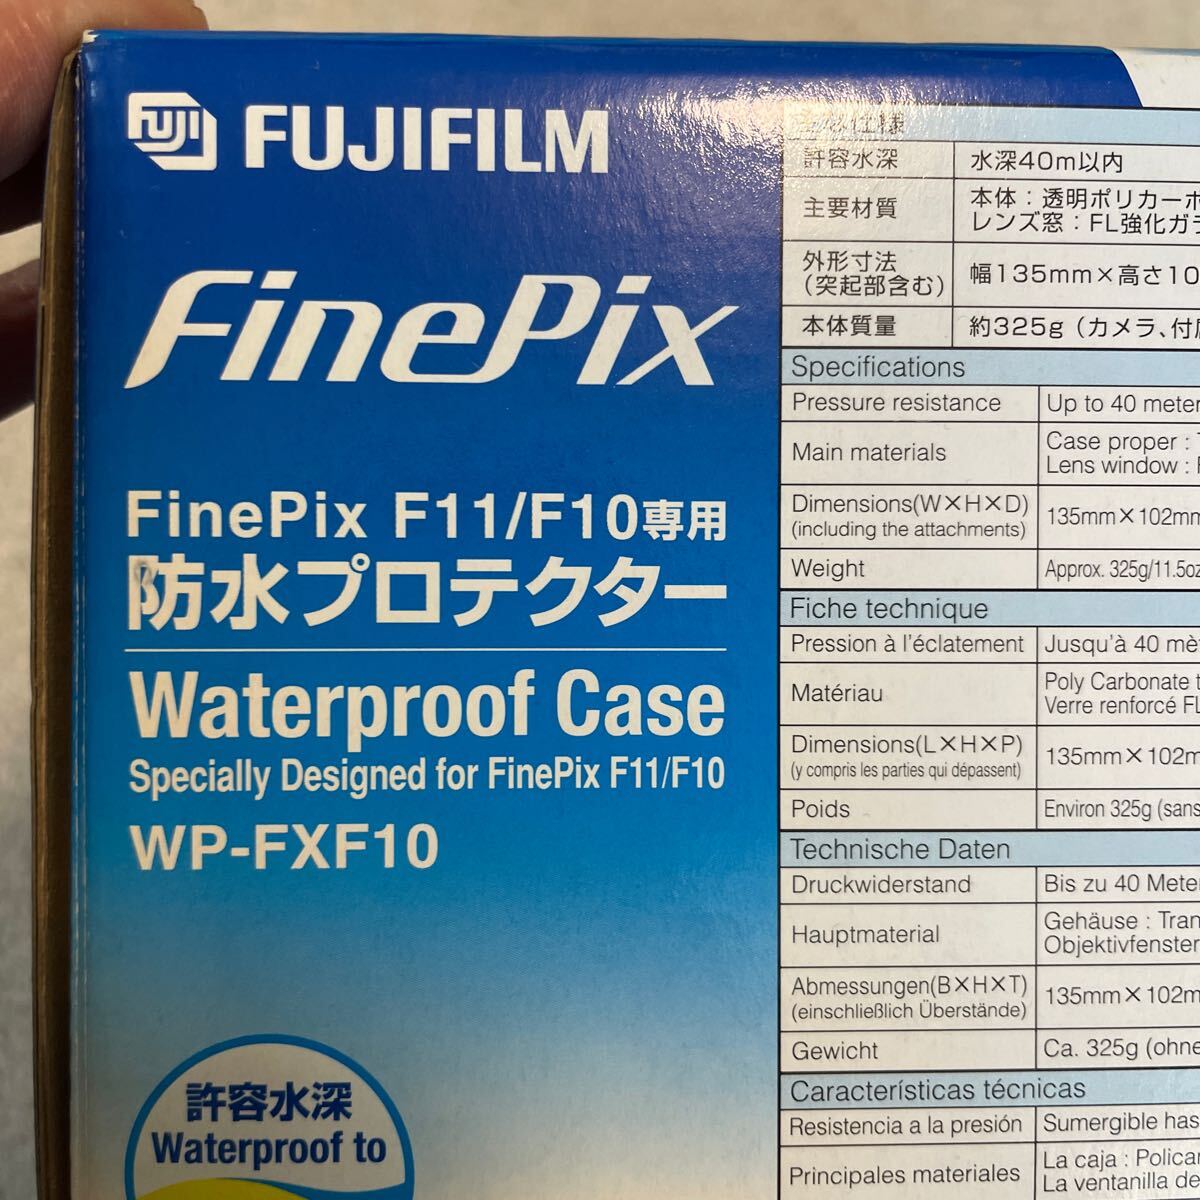 FUJI FUJIFILM
FinePix
FinePix F11/F10専用
防水プロテクター
Waterproof Case
Specially Designed for FinePix F11/F10
WP-FXF10
許容水深
Waterproof to
主な仕様
許容水深 水深40m以内
主要材質 本体：透明ポリカーボ
レンズ窓：FL強化ガラ
外形寸法
（突起部含む） 幅135mm×高さ10
本体質量 約325g（カメラ、付属
Specifications
Pressure resistance Up to 40 meter
Main materials Case proper :
Lens window :
Dimensions(W×H×D)
(including the attachments) 135mm×102mm
Weight Approx. 325g/11.5oz
Fiche technique
Pression à l'éclatement Jusqu'à 40 mè
Matériau Poly Carbonate t
Verre renforcé FL
Dimensions(L×H×P)
(y compris les parties qui dépassent) 135mm×102m
Poids Environ 325g (sans
Technische Daten
Druckwiderstand Bis zu 40 Meter
Hauptmaterial Gehäuse : Tran
Objektivfenster
Abmessungen(B×H×T)
(einschließlich Überstände) 135mm×102m
Gewicht Ca. 325g (ohne
Características técnicas
Resistencia a la presión Sumergible has
Principales materiales La caja : Policar
La ventanilla de